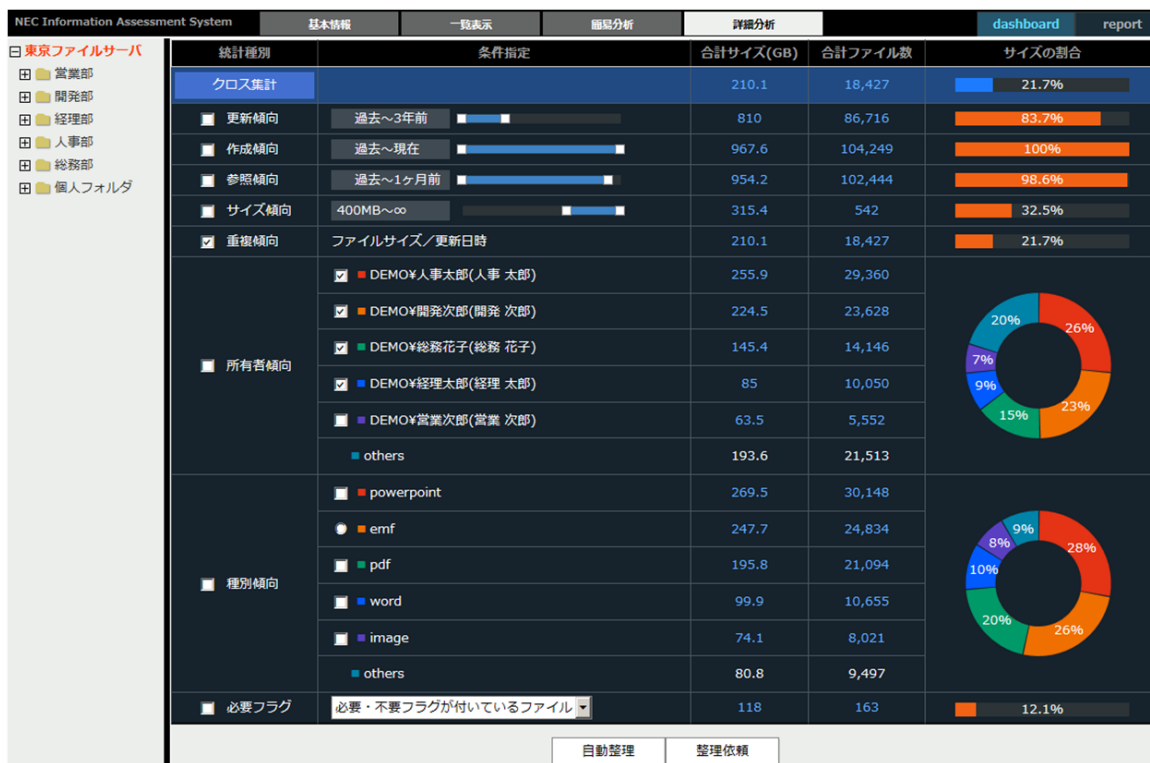 NEC Information Assessment System 基本情報 一覧表示 簡易分析 詳細分析 dashboard report
東京ファイルサーバ
営業部
開発部
経理部
人事部
総務部
個人フォルダ
統計種別 条件指定 合計サイズ(GB) 合計ファイル数 サイズの割合
クロス集計 210.1 18,427 21.7%
更新傾向 過去～3年前 810 86,716 83.7%
作成傾向 過去～現在 967.6 104,249 100%
参照傾向 過去～1ヶ月前 954.2 102,444 98.6%
サイズ傾向 400MB～∞ 315.4 542 32.5%
重複傾向 ファイルサイズ／更新日時 210.1 18,427 21.7%
所有者傾向
DEMO¥人事太郎(人事 太郎) 255.9 29,360
DEMO¥開発次郎(開発 次郎) 224.5 23,628
DEMO¥総務花子(総務 花子) 145.4 14,146
DEMO¥経理太郎(経理 太郎) 85 10,050
DEMO¥営業次郎(営業 次郎) 63.5 5,552
others 193.6 21,513
26%
23%
15%
9%
7%
20%
種別傾向
powerpoint 269.5 30,148
emf 247.7 24,834
pdf 195.8 21,094
word 99.9 10,655
image 74.1 8,021
others 80.8 9,497
28%
26%
20%
10%
8%
9%
必要フラグ 必要・不要フラグが付いているファイル 118 163 12.1%
自動整理 整理依頼